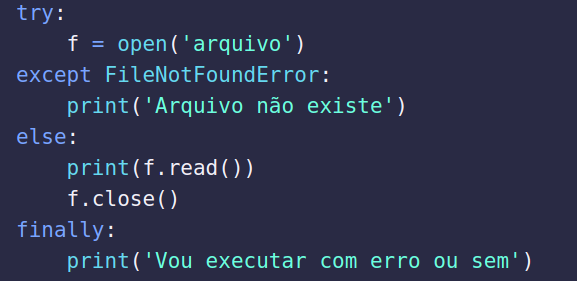 try:
    f = open('arquivo')
except FileNotFoundError:
    print('Arquivo não existe')
else:
    print(f.read())
    f.close()
finally:
    print('Vou executar com erro ou sem')